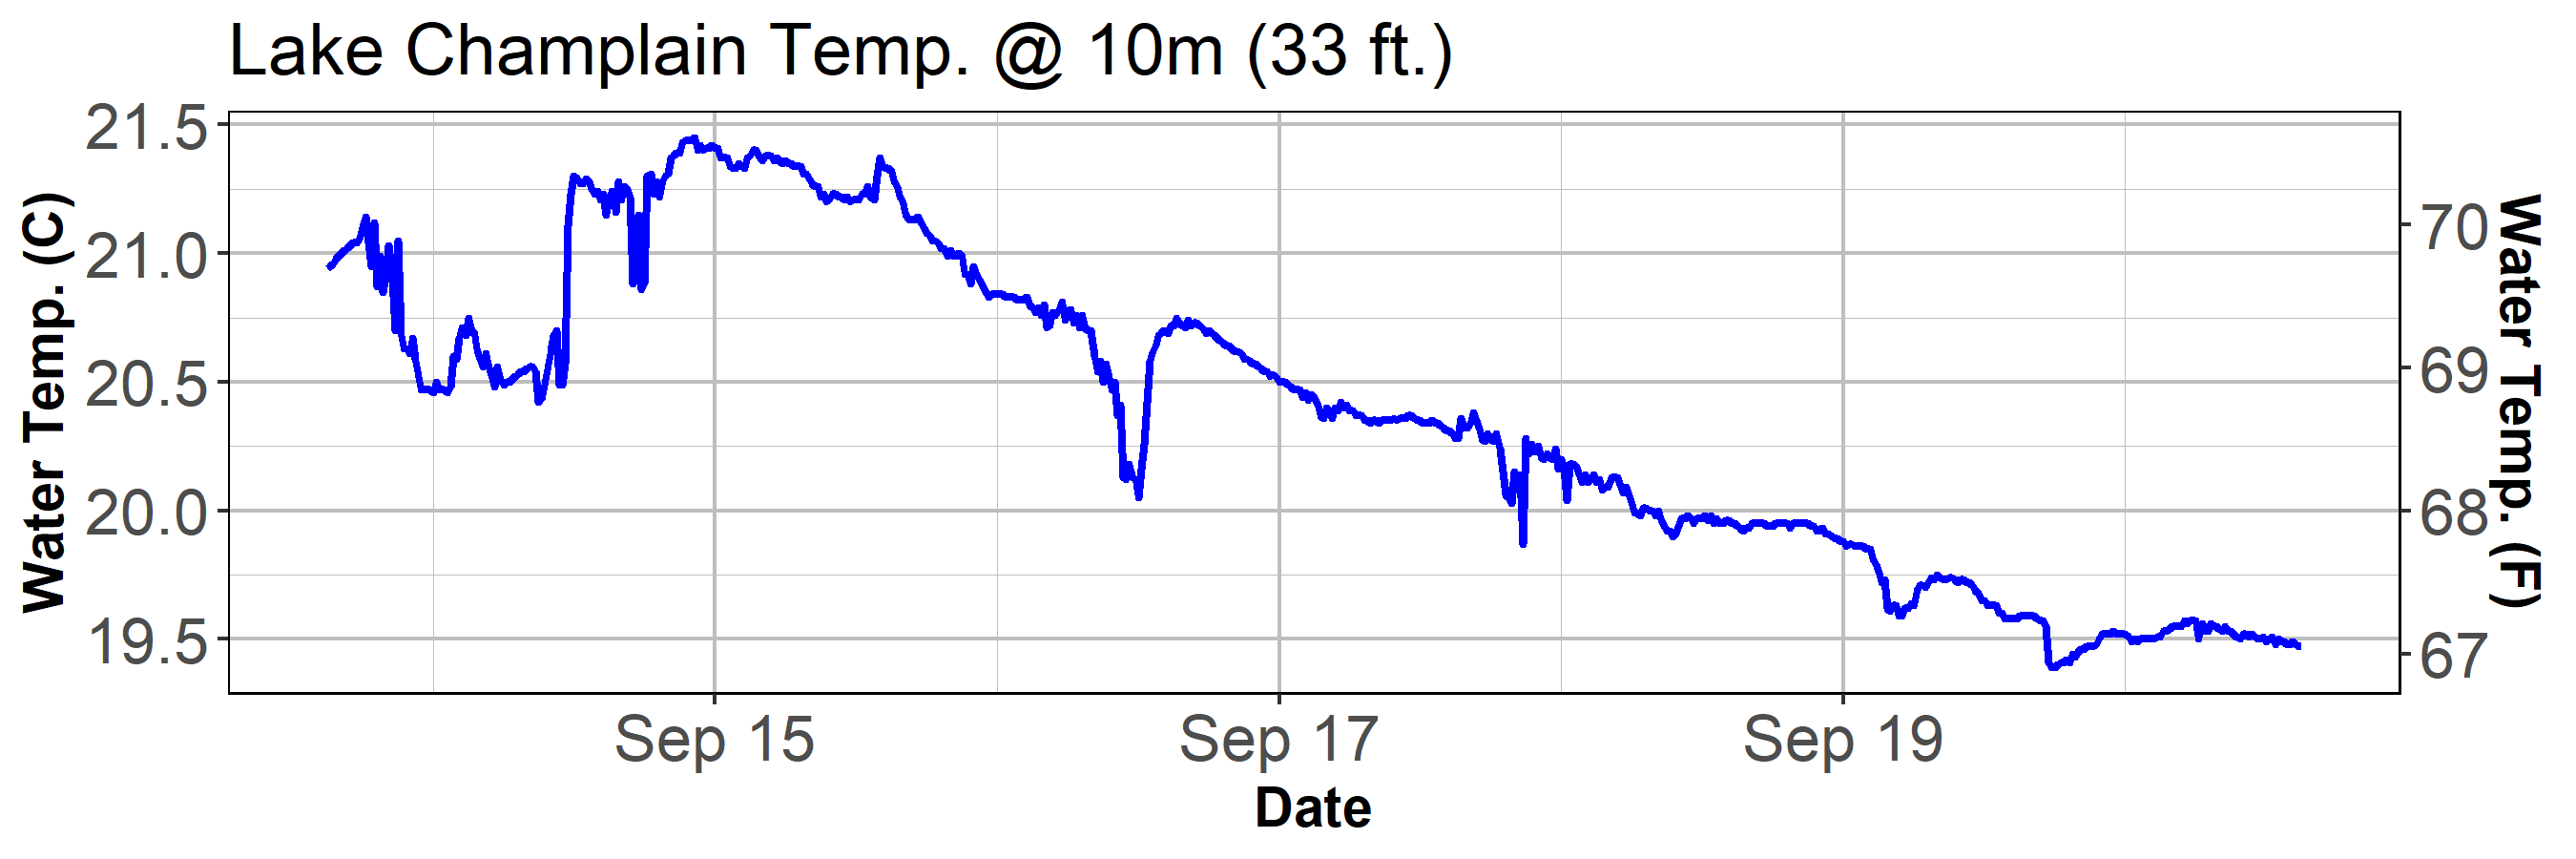 Lake Champlain Temp. @ 10m (33 ft.)
Water Temp. (C)
21.5
21.0
20.5
20.0
19.5
70
69
68
67
Water Temp. (F)
Sep 15
Sep 17
Sep 19
Date